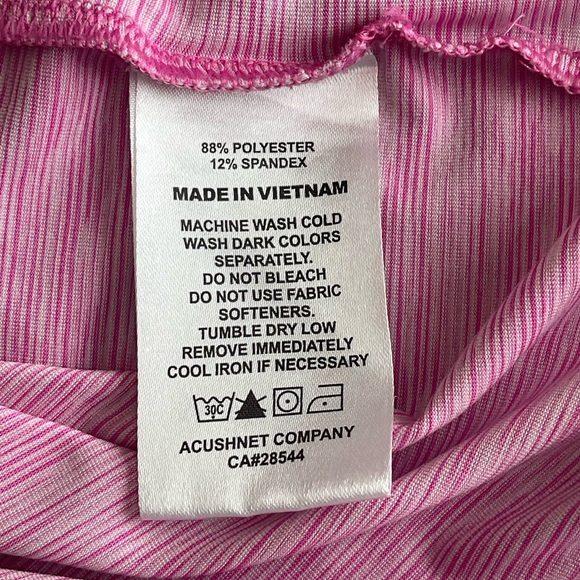 88% POLYESTER
12% SPANDEX
MADE IN VIETNAM
MACHINE WASH COLD
WASH DARK COLORS
SEPARATELY.
DO NOT BLEACH
DO NOT USE FABRIC
SOFTENERS.
TUMBLE DRY LOW
REMOVE IMMEDIATELY
COOL IRON IF NECESSARY
30C
ACUSHNET COMPANY
CA#28544